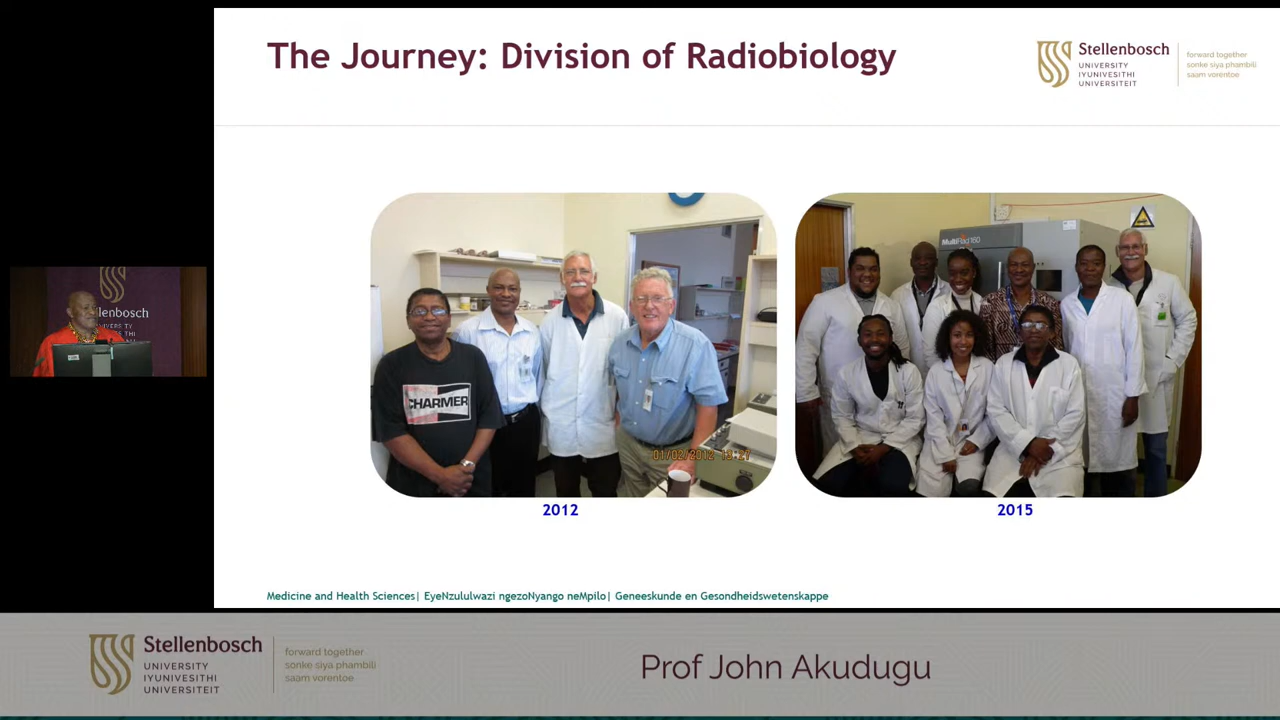 The Journey: Division of Radiobiology
Stellenbosch
UNIVERSITY
IYUNIVESITHI
UNIVERSITEIT
forward together
sonke siya phambili
saam vorentoe
llenbosch
CHARMER
01/02/2012
MultiRad160
2012
2015
Medicine and Health Sciences| EyeNzululwazi ngezoNyango neMpilo| Geneeskunde en Gesondheidswetenskappe
Stellenbosch
UNIVERSITY
IYUNIVESITHI
UNIVERSITEIT
forward together
sonke siya phambili
saam vorentoe
Prof John Akudugu